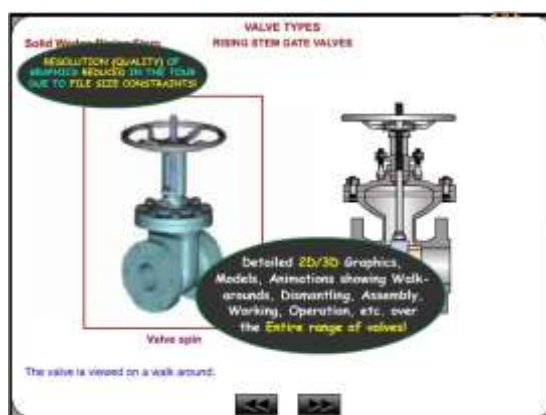 VALVE TYPES
Solid Wedge Rising Stem
RISING STEM GATE VALVES
RESOLUTION (QUALITY) OF
GRAPHICS REDUCED IN THE TOUR
DUE TO FILE SIZE CONSTRAINTS!
Detailed 2D/3D Graphics,
Models, Animations showing Walk-
arounds, Dismantling, Assembly,
Working, Operation, etc. over
the Entire range of valves!
Valve spin
The valve is viewed on a walk around.